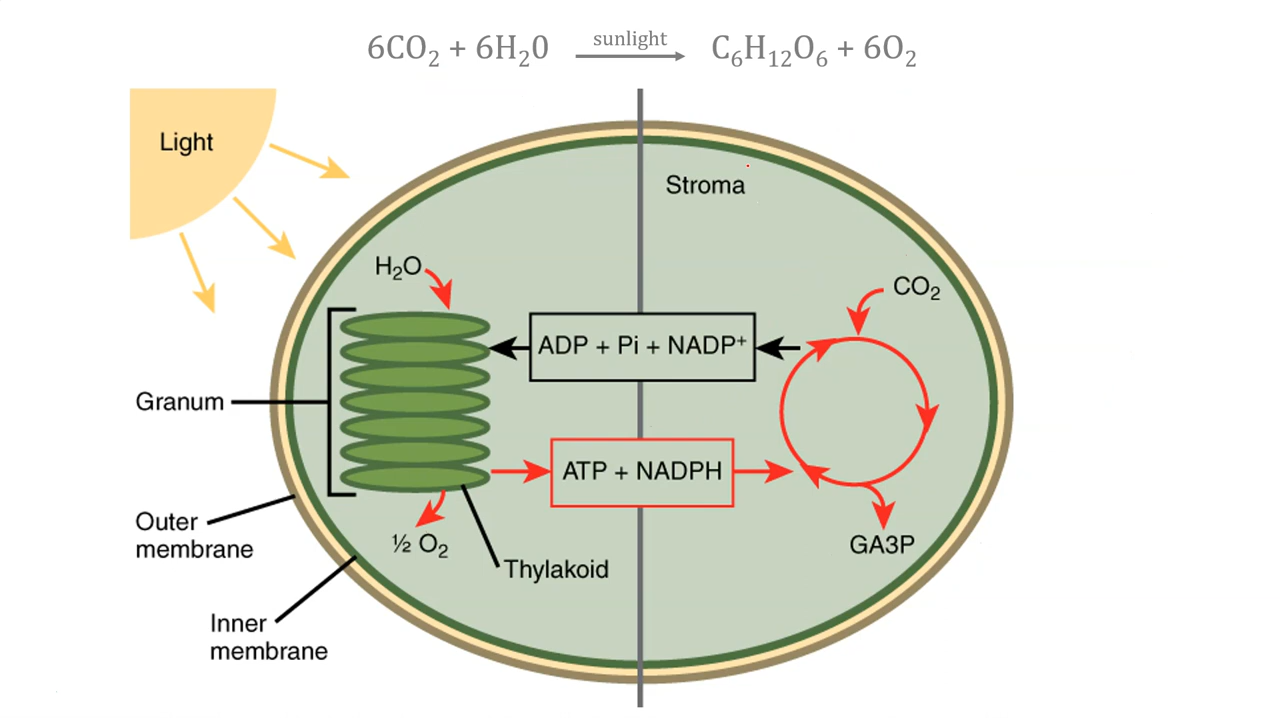 6CO₂ + 6H₂0 sunlight C₆H₁₂O₆ + 6O₂
Light
Stroma
H₂O
CO₂
ADP + Pi + NADP⁺
Granum
ATP + NADPH
Outer
membrane
½ O₂
GA3P
Thylakoid
Inner
membrane